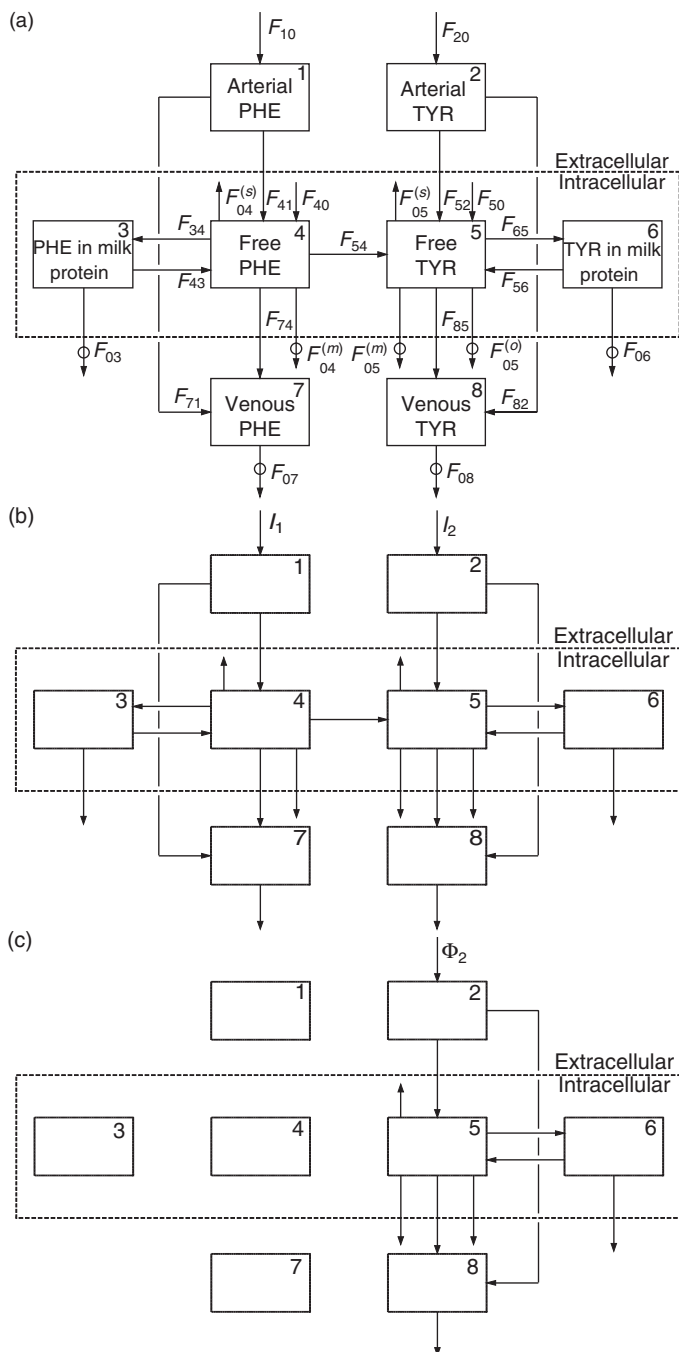 (a)
F10 F20
1 2
Arterial PHE Arterial TYR
Extracellular
Intracellular
F04(s) F41 F40 F05(s) F52 F50
3 F34 4 F54 5 F65 6
PHE in milk protein Free PHE Free TYR TYR in milk protein
F43 F56
F74 F85
F03 F04(m) F05(m) F05(o) F06
7 8
F71 Venous PHE Venous TYR F82
F07 F08
(b)
I1 I2
1 2
Extracellular
Intracellular
3 4 5 6
7 8
(c)
Φ2
1 2
Extracellular
Intracellular
3 4 5 6
7 8